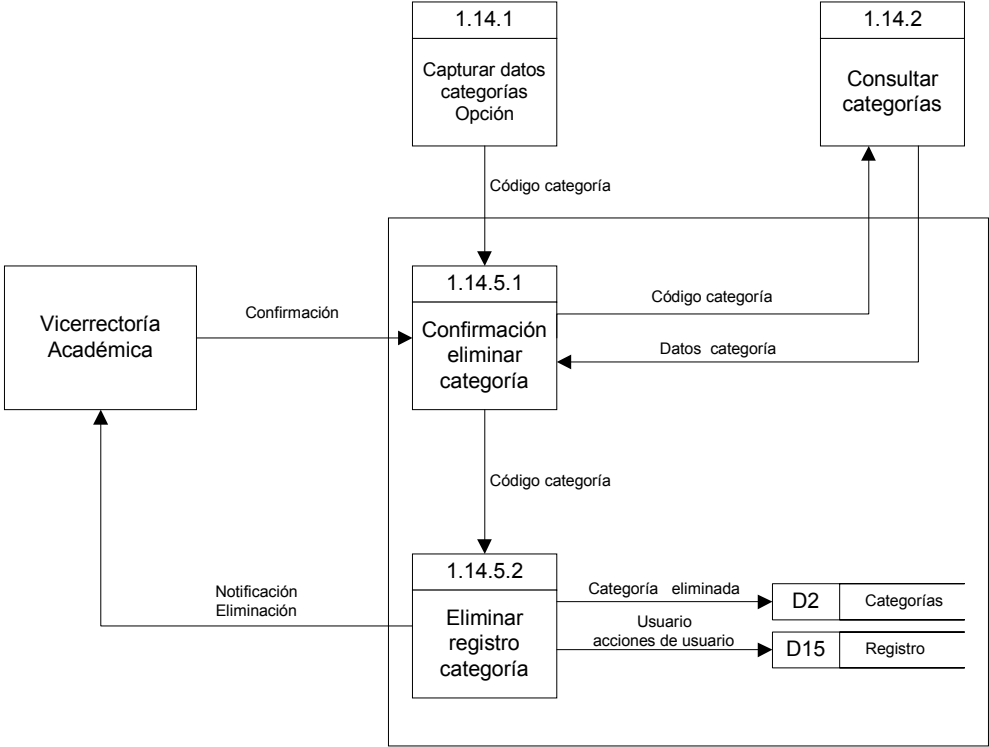 1.14.1
Capturar datos
categorías
Opción
1.14.2
Consultar
categorías
Código categoría
Vicerrectoría
Académica
Confirmación
1.14.5.1
Confirmación
eliminar
categoría
Código categoría
Datos categoría
Código categoría
1.14.5.2
Eliminar
registro
categoría
Notificación
Eliminación
Categoría eliminada
Usuario
acciones de usuario
D2 Categorías
D15 Registro